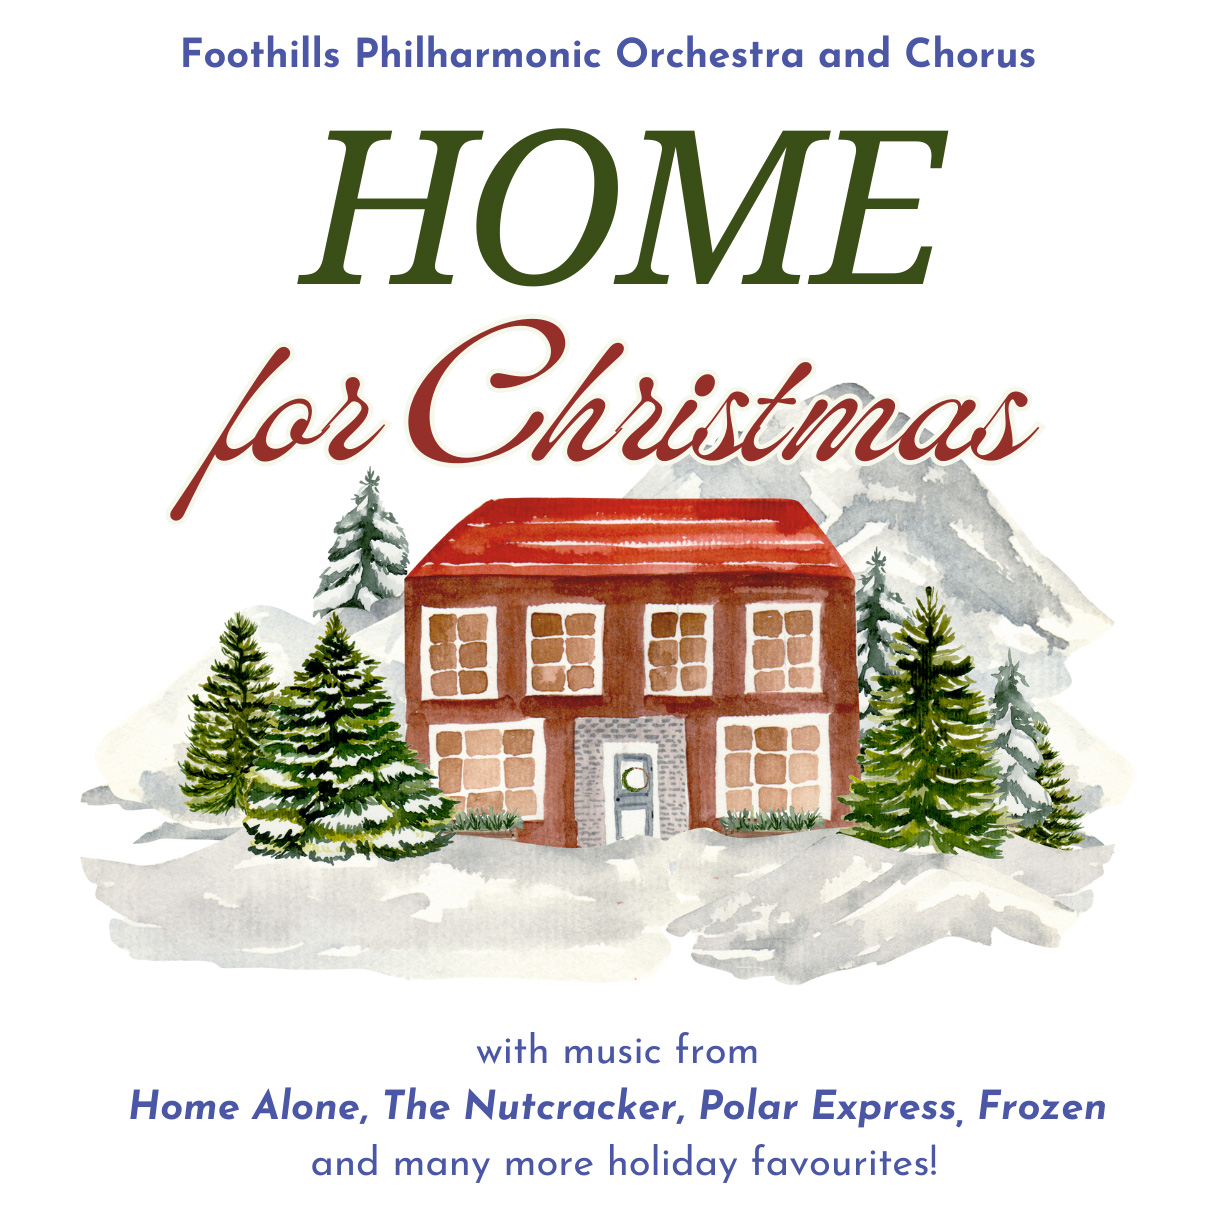 Foothills Philharmonic Orchestra and Chorus
HOME
for Christmas
with music from
Home Alone, The Nutcracker, Polar Express, Frozen
and many more holiday favourites!